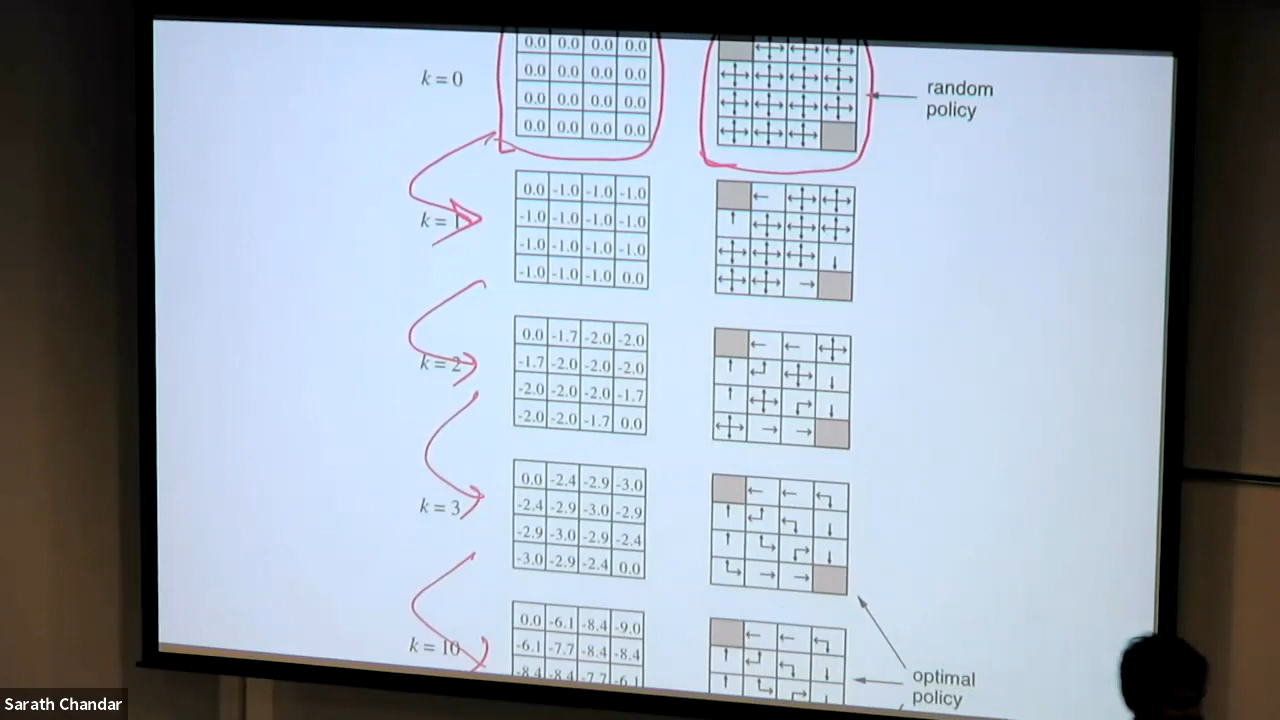 0.0 0.0 0.0 0.0
k = 0
0.0 0.0 0.0 0.0
0.0 0.0 0.0 0.0
0.0 0.0 0.0 0.0
random
policy
k = 1
0.0 -1.0 -1.0 -1.0
-1.0 -1.0 -1.0 -1.0
-1.0 -1.0 -1.0 -1.0
-1.0 -1.0 -1.0 0.0
k = 2
0.0 -1.7 -2.0 -2.0
-1.7 -2.0 -2.0 -2.0
-2.0 -2.0 -2.0 -1.7
-2.0 -2.0 -1.7 0.0
k = 3
0.0 -2.4 -2.9 -3.0
-2.4 -2.9 -3.0 -2.9
-2.9 -3.0 -2.9 -2.4
-3.0 -2.9 -2.4 0.0
k = 10
0.0 -6.1 -8.4 -9.0
-6.1 -7.7 -8.4 -8.4
-8.4 -8.4 -7.7 -6.1
optimal
policy
Sarath Chandar